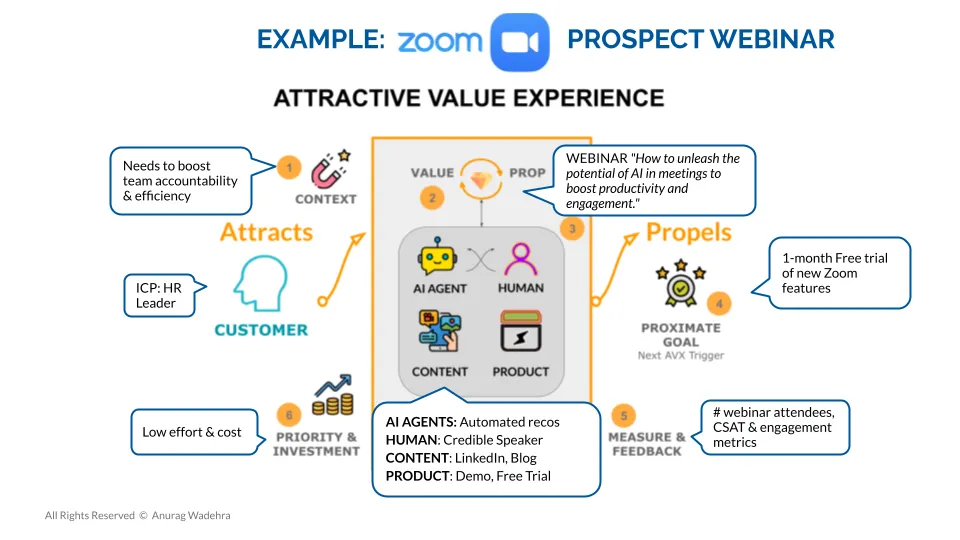 EXAMPLE: zoom PROSPECT WEBINAR
ATTRACTIVE VALUE EXPERIENCE
Needs to boost
team accountability
& efficiency
1
CONTEXT
VALUE PROP
2
WEBINAR "How to unleash the
potential of AI in meetings to
boost productivity and
engagement."
3
Attracts
Propels
ICP: HR
Leader
CUSTOMER
AI AGENT
HUMAN
CONTENT
PRODUCT
1-month Free trial
of new Zoom
features
4
PROXIMATE
GOAL
Next AVX Trigger
Low effort & cost
6
PRIORITY &
INVESTMENT
AI AGENTS: Automated recos
HUMAN: Credible Speaker
CONTENT: LinkedIn, Blog
PRODUCT: Demo, Free Trial
5
MEASURE &
FEEDBACK
# webinar attendees,
CSAT & engagement
metrics
All Rights Reserved © Anurag Wadehra